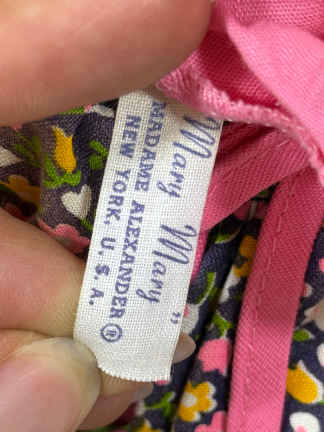 Mary Mary"
MADAME ALEXANDER®
NEW YORK. U.S.A.